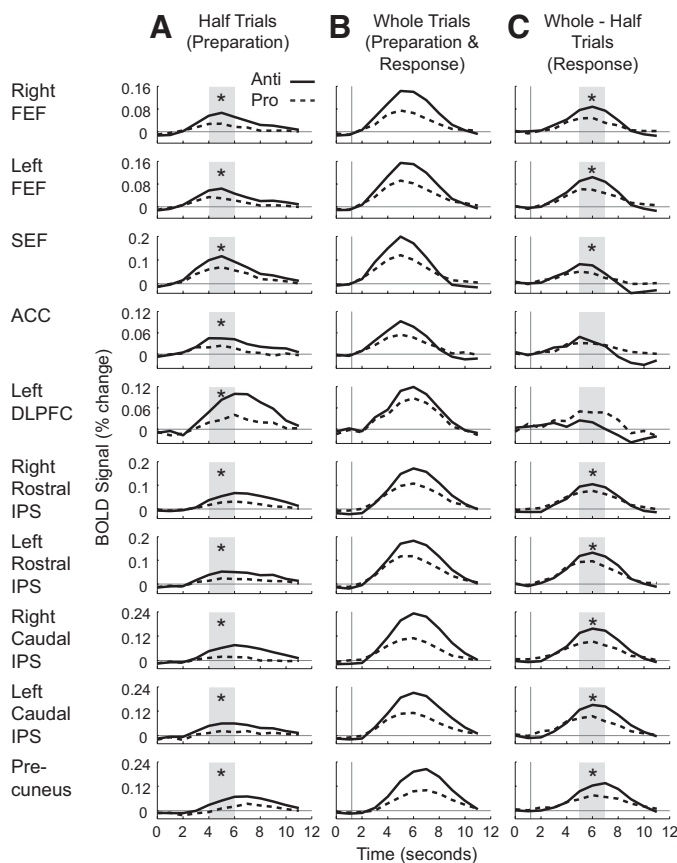 A Half Trials
(Preparation)
B Whole Trials
(Preparation &
Response)
C Whole - Half
Trials
(Response)
Anti
Pro
BOLD Signal (% change)
Right
FEF
0.16
0.08
0
*
*
Left
FEF
0.16
0.08
0
*
*
SEF
0.2
0.1
0
*
*
ACC
0.12
0.06
0
*
Left
DLPFC
0.12
0.06
0
*
Right
Rostral
IPS
0.2
0.1
0
*
*
Left
Rostral
IPS
0.2
0.1
0
*
*
Right
Caudal
IPS
0.24
0.12
0
*
*
Left
Caudal
IPS
0.24
0.12
0
*
*
Pre-
cuneus
0.24
0.12
0
*
*
0 2 4 6 8 10 12 0 2 4 6 8 10 12 0 2 4 6 8 10 12
Time (seconds)